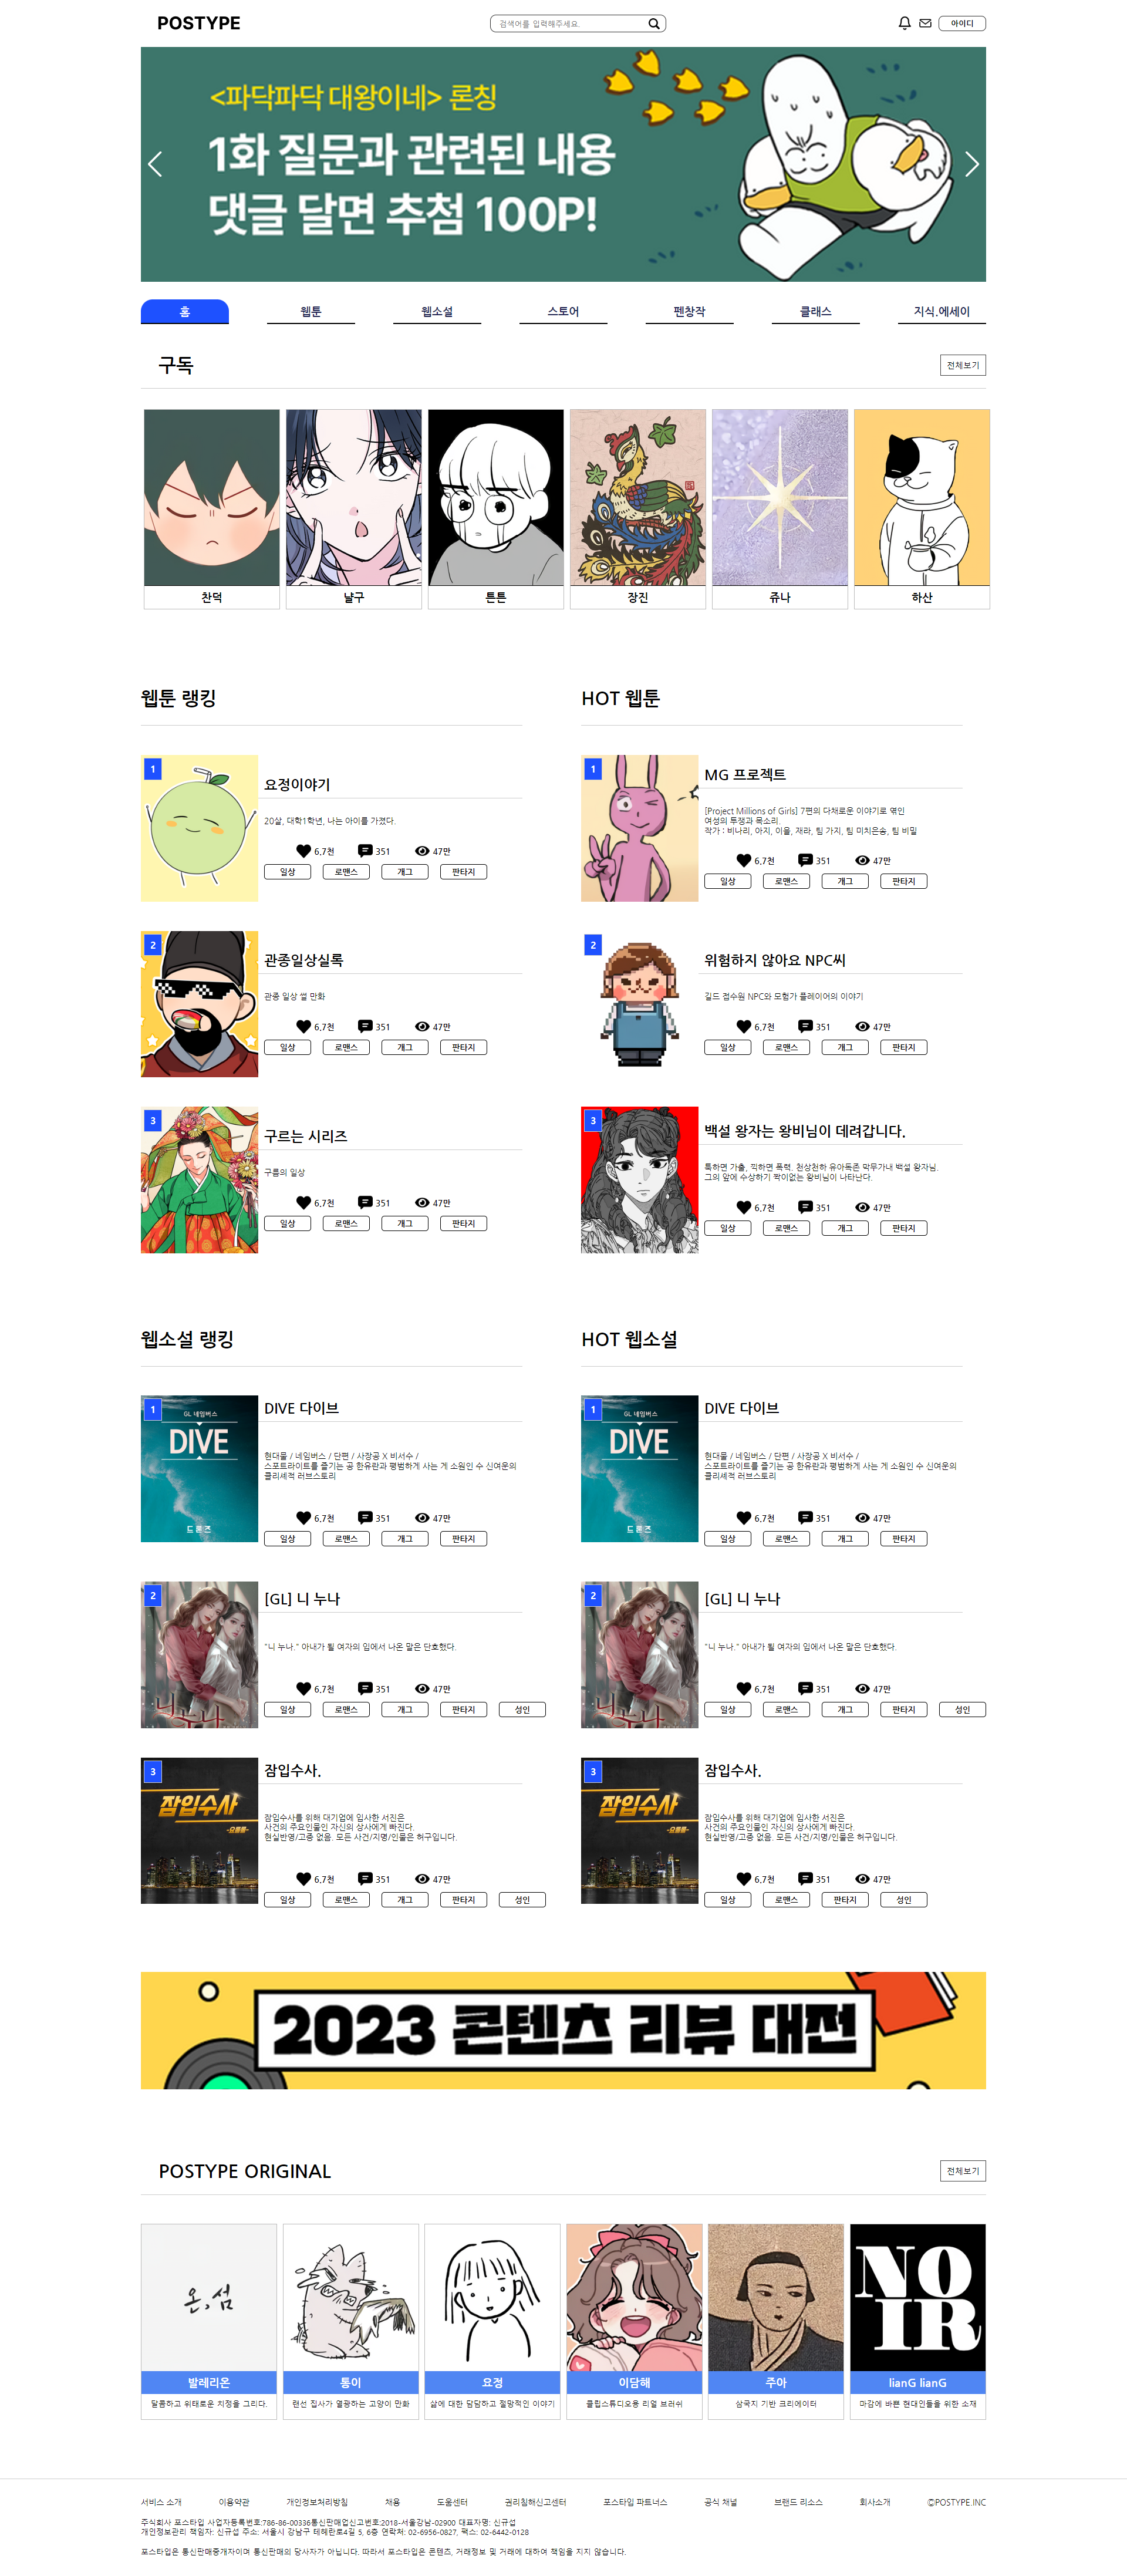 POSTYPE
검색어를 입력해주세요.
아이디
<파닥파닥 대왕이네> 론칭
1화 질문과 관련된 내용
댓글 달면 추첨 100P!
홈
웹툰
웹소설
스토어
펜창작
클래스
지식.에세이
구독
전체보기
찬덕
냘구
튼튼
장진
쥬나
하산
웹툰 랭킹
1
요정이야기
20살, 대학1학년, 나는 아이를 가졌다.
6.7천 351 47만
일상 로맨스 개그 판타지
2
관종일상실록
관종 일상 썰 만화
6.7천 351 47만
일상 로맨스 개그 판타지
3
구르는 시리즈
구름의 일상
6.7천 351 47만
일상 로맨스 개그 판타지
HOT 웹툰
1
MG 프로젝트
[Project Millions of Girls] 7편의 다채로운 이야기로 엮인
여성의 투쟁과 목소리.
작가 : 비나리, 아지, 이을, 재라, 팀 가지, 팀 미치은숲, 팀 비밀
6.7천 351 47만
일상 로맨스 개그 판타지
2
위험하지 않아요 NPC씨
길드 접수원 NPC와 모험가 플레이어의 이야기
6.7천 351 47만
일상 로맨스 개그 판타지
3
백설 왕자는 왕비님이 데려갑니다.
툭하면 가출, 끽하면 폭력. 천상천하 유아독존 막무가내 백설 왕자님.
그의 앞에 수상하기 짝이없는 왕비님이 나타난다.
6.7천 351 47만
일상 로맨스 개그 판타지
웹소설 랭킹
1
GL 네임버스
DIVE
드론즈
DIVE 다이브
현대물 / 네임버스 / 단편 / 사장공 X 비서수 /
스포트라이트를 즐기는 공 한유란과 평범하게 사는 게 소원인 수 신여운의
클리셰적 러브스토리
6.7천 351 47만
일상 로맨스 개그 판타지
2
니 누나
[GL] 니 누나
"니 누나." 아내가 될 여자의 입에서 나온 말은 단호했다.
6.7천 351 47만
일상 로맨스 개그 판타지 성인
3
잠입수사
잠입수사.
잠입수사를 위해 대기업에 입사한 서진은
사건의 주요인물인 자신의 상사에게 빠진다.
현실반영/고증 없음. 모든 사건/지명/인물은 허구입니다.
6.7천 351 47만
일상 로맨스 개그 판타지 성인
HOT 웹소설
1
GL 네임버스
DIVE
드론즈
DIVE 다이브
현대물 / 네임버스 / 단편 / 사장공 X 비서수 /
스포트라이트를 즐기는 공 한유란과 평범하게 사는 게 소원인 수 신여운의
클리셰적 러브스토리
6.7천 351 47만
일상 로맨스 개그 판타지
2
니 누나
[GL] 니 누나
"니 누나." 아내가 될 여자의 입에서 나온 말은 단호했다.
6.7천 351 47만
일상 로맨스 개그 판타지 성인
3
잠입수사
잠입수사.
잠입수사를 위해 대기업에 입사한 서진은
사건의 주요인물인 자신의 상사에게 빠진다.
현실반영/고증 없음. 모든 사건/지명/인물은 허구입니다.
6.7천 351 47만
일상 로맨스 판타지 성인
2023 콘텐츠 리뷰 대전
POSTYPE ORIGINAL
전체보기
온,섬
발레리온
달콤하고 위태로운 지정을 그리다.
통이
랜선 집사가 열광하는 고양이 만화
요정
삶에 대한 담담하고 절망적인 이야기
이담해
클립스튜디오용 리얼 브러쉬
주아
삼국지 기반 크리에이터
NOIR
lianG lianG
마감에 바쁜 현대인들을 위한 소재
서비스 소개 이용약관 개인정보처리방침 채용 도움센터 권리침해신고센터 포스타입 파트너스 공식 채널 브랜드 리소스 회사소개 ©POSTYPE.INC
주식회사 포스타입 사업자등록번호:786-86-00336통신판매업신고번호:2018-서울강남-02900 대표자명: 신규섭
개인정보관리 책임자: 신규섭 주소: 서울시 강남구 테헤란로4길 5, 6층 연락처: 02-6956-0827, 팩스: 02-6442-0128
포스타입은 통신판매중개자이며 통신판매의 당사자가 아닙니다. 따라서 포스타입은 콘텐츠, 거래정보 및 거래에 대하여 책임을 지지 않습니다.